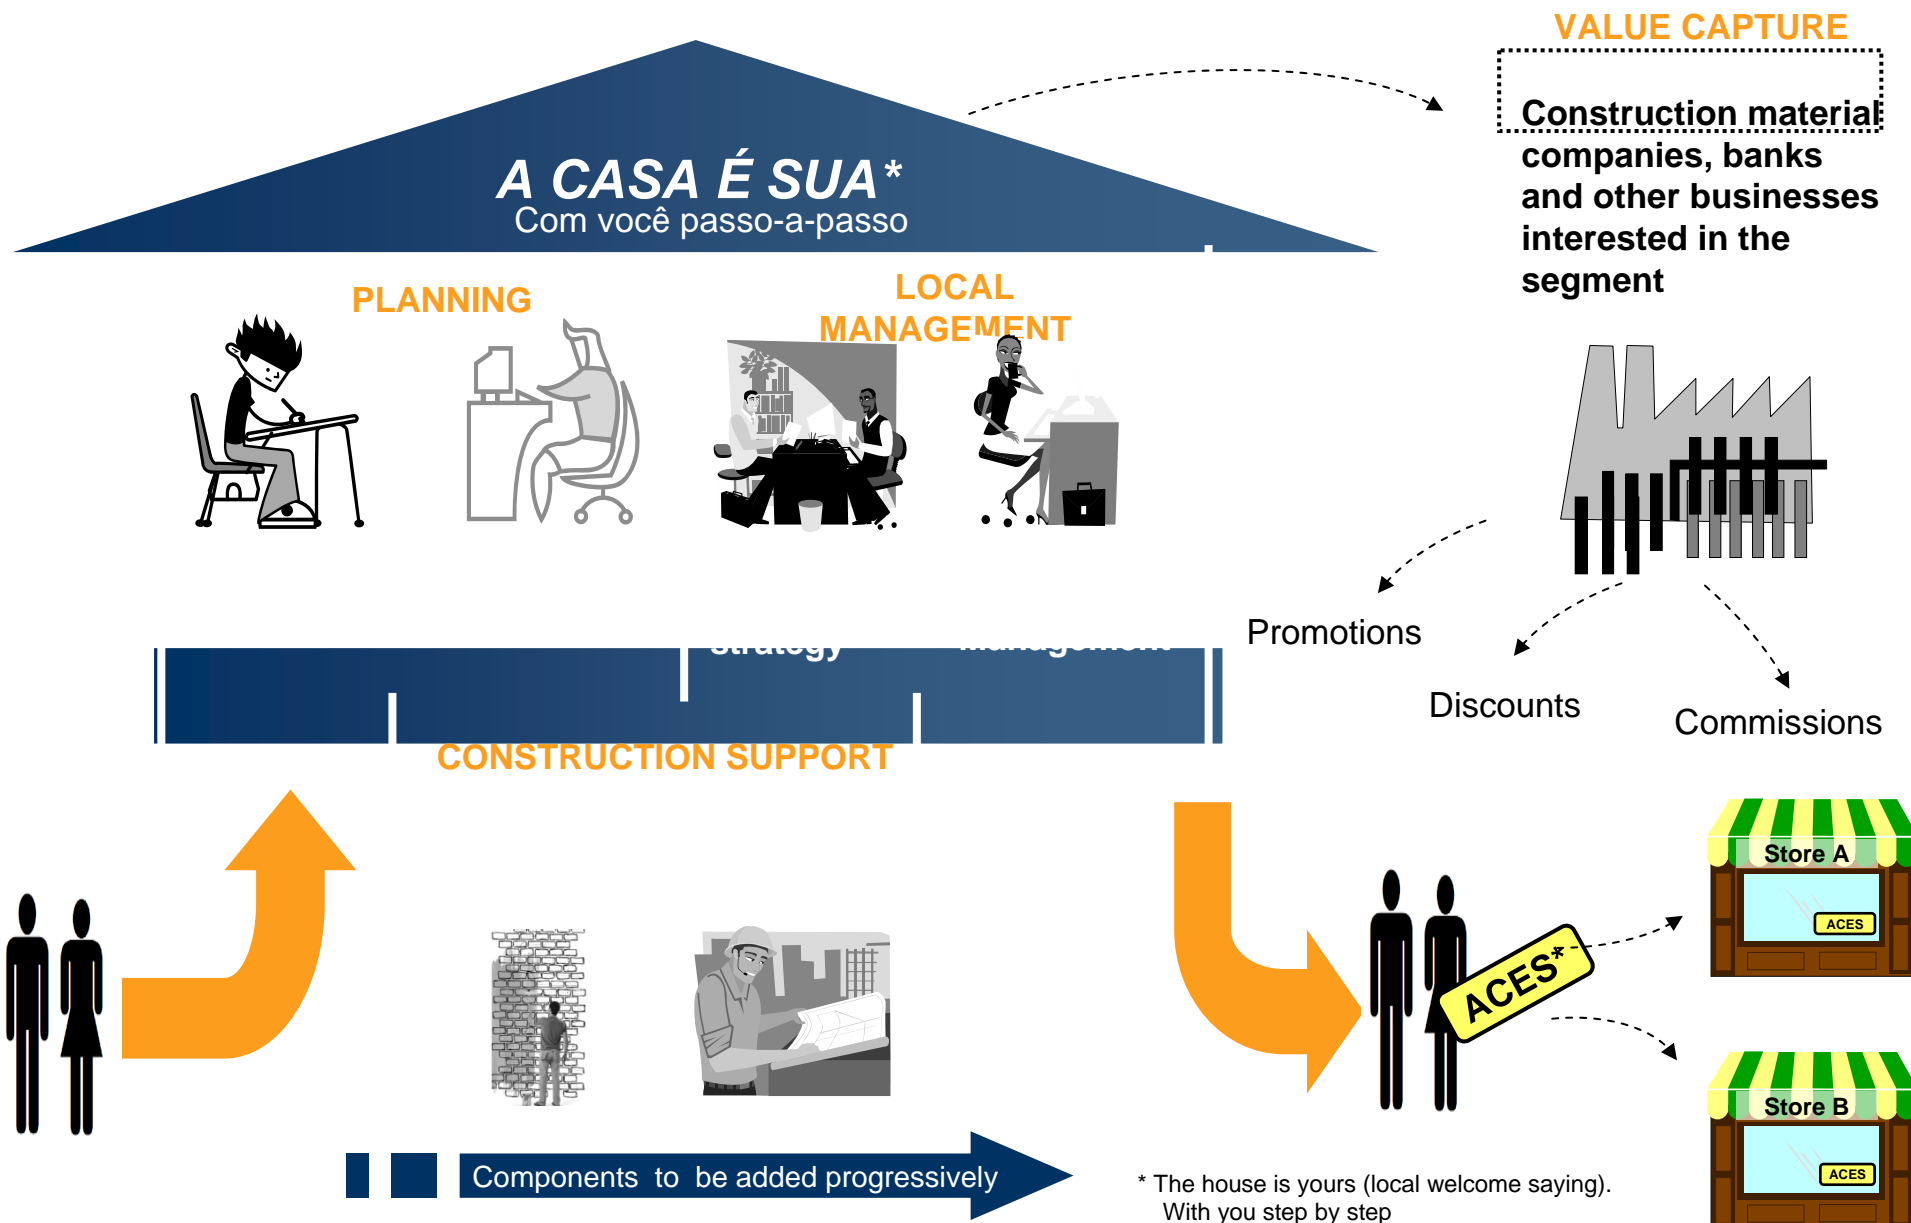 VALUE CAPTURE
Construction material
companies, banks
and other businesses
interested in the
segment
A CASA É SUA*
Com você passo-a-passo
PLANNING
LOCAL
MANAGEMENT
strategy
Management
Promotions
Discounts
Commissions
CONSTRUCTION SUPPORT
Store A
ACES
ACES*
Store B
ACES
Components to be added progressively
* The house is yours (local welcome saying).
With you step by step